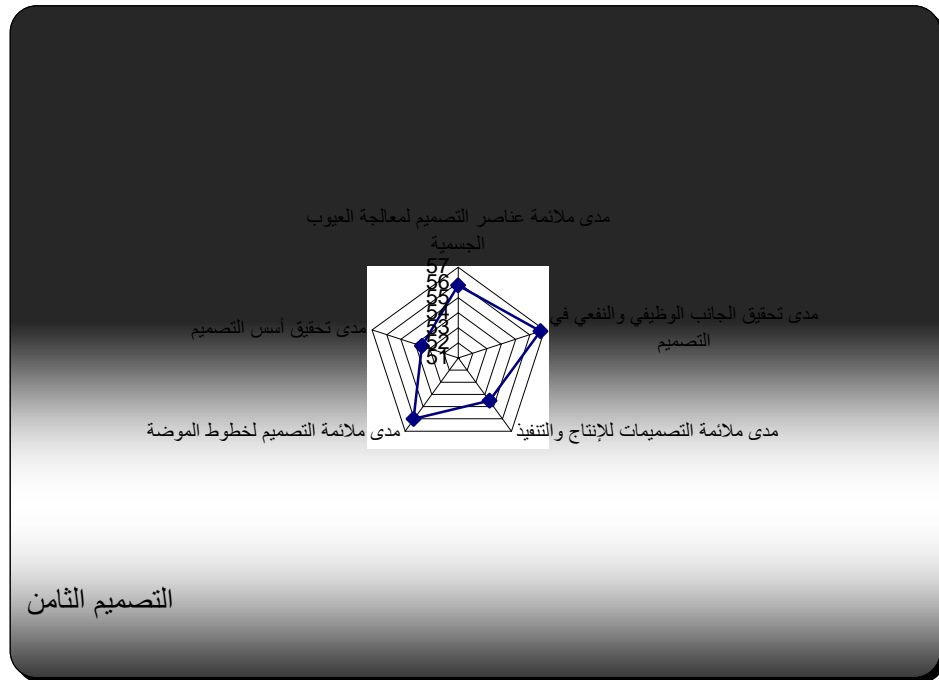 مدى ملائمة عناصر التصميم لمعالجة العيوب
الجسمية
57
56
55
54
53
52
51
مدى تحقيق الجانب الوظيفي والنفعي في
التصميم
مدى تحقيق أسس التصميم
مدى ملائمة التصميمات للإنتاج والتنفيذ
مدى ملائمة التصميم لخطوط الموضة
التصميم الثامن